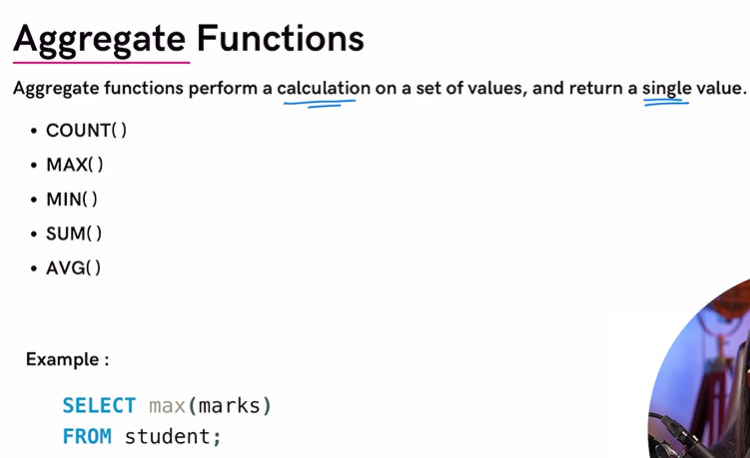 Aggregate Functions
Aggregate functions perform a calculation on a set of values, and return a single value.
• COUNT( )
• MAX( )
• MIN( )
• SUM( )
• AVG( )
Example :
SELECT max(marks)
FROM student;